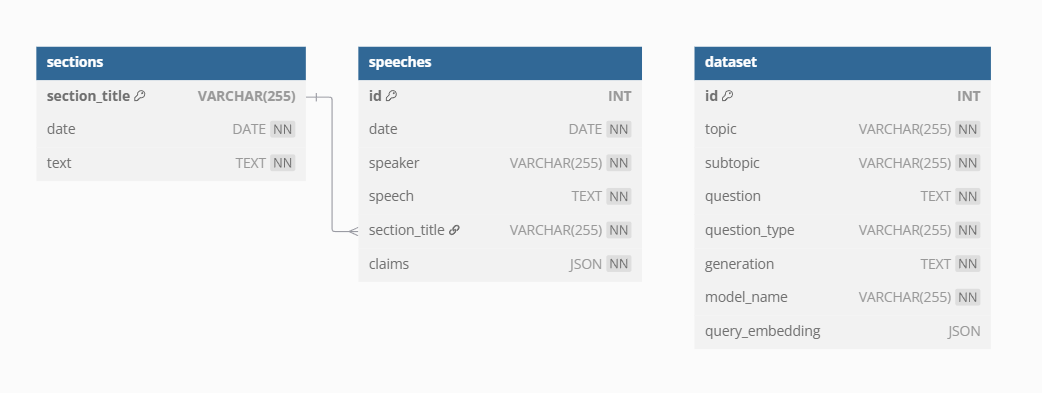 sections
section_title VARCHAR(255)
date DATE NN
text TEXT NN
speeches
id INT
date DATE NN
speaker VARCHAR(255) NN
speech TEXT NN
section_title VARCHAR(255) NN
claims JSON NN
dataset
id INT
topic VARCHAR(255) NN
subtopic VARCHAR(255) NN
question TEXT NN
question_type VARCHAR(255) NN
generation TEXT NN
model_name VARCHAR(255) NN
query_embedding JSON